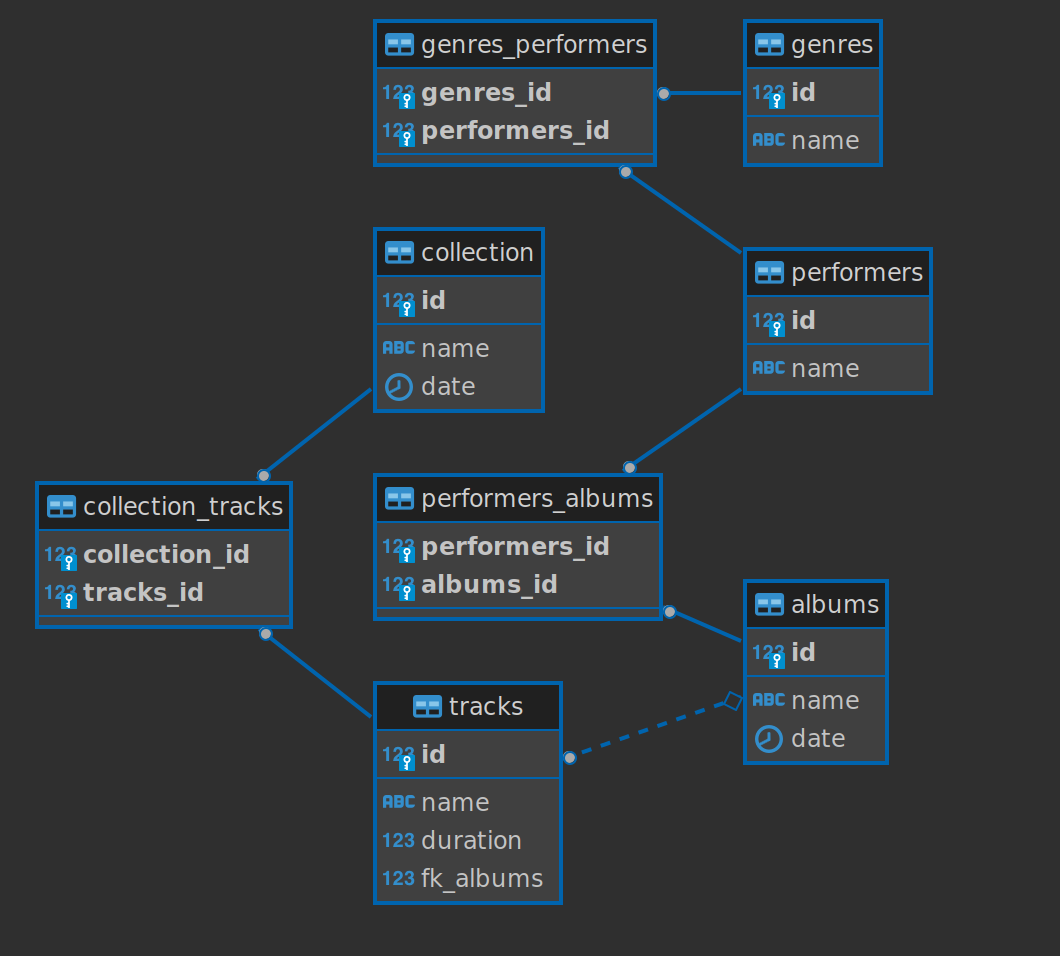 genres_performers
123 genres_id
123 performers_id
genres
123 id
ABC name
collection
123 id
ABC name
date
performers
123 id
ABC name
collection_tracks
123 collection_id
123 tracks_id
performers_albums
123 performers_id
123 albums_id
albums
123 id
ABC name
date
tracks
123 id
ABC name
123 duration
123 fk_albums